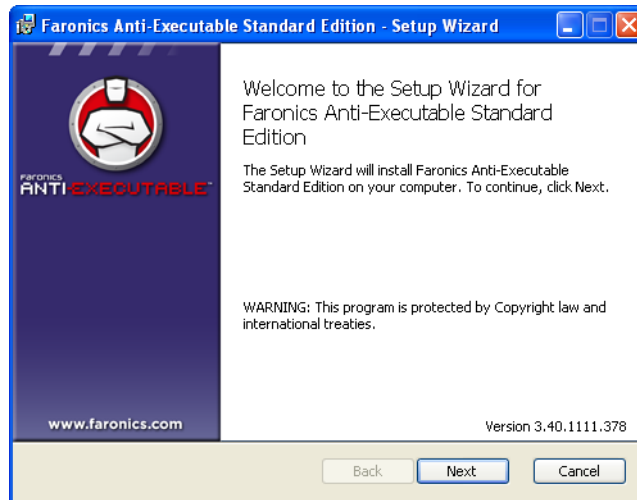 Faronics Anti-Executable Standard Edition - Setup Wizard
Welcome to the Setup Wizard for
Faronics Anti-Executable Standard
Edition
The Setup Wizard will install Faronics Anti-Executable
Standard Edition on your computer. To continue, click Next.
Faronics
ANTI-EXECUTABLE™
WARNING: This program is protected by Copyright law and
international treaties.
www.faronics.com
Version 3.40.1111.378
Back
Next
Cancel